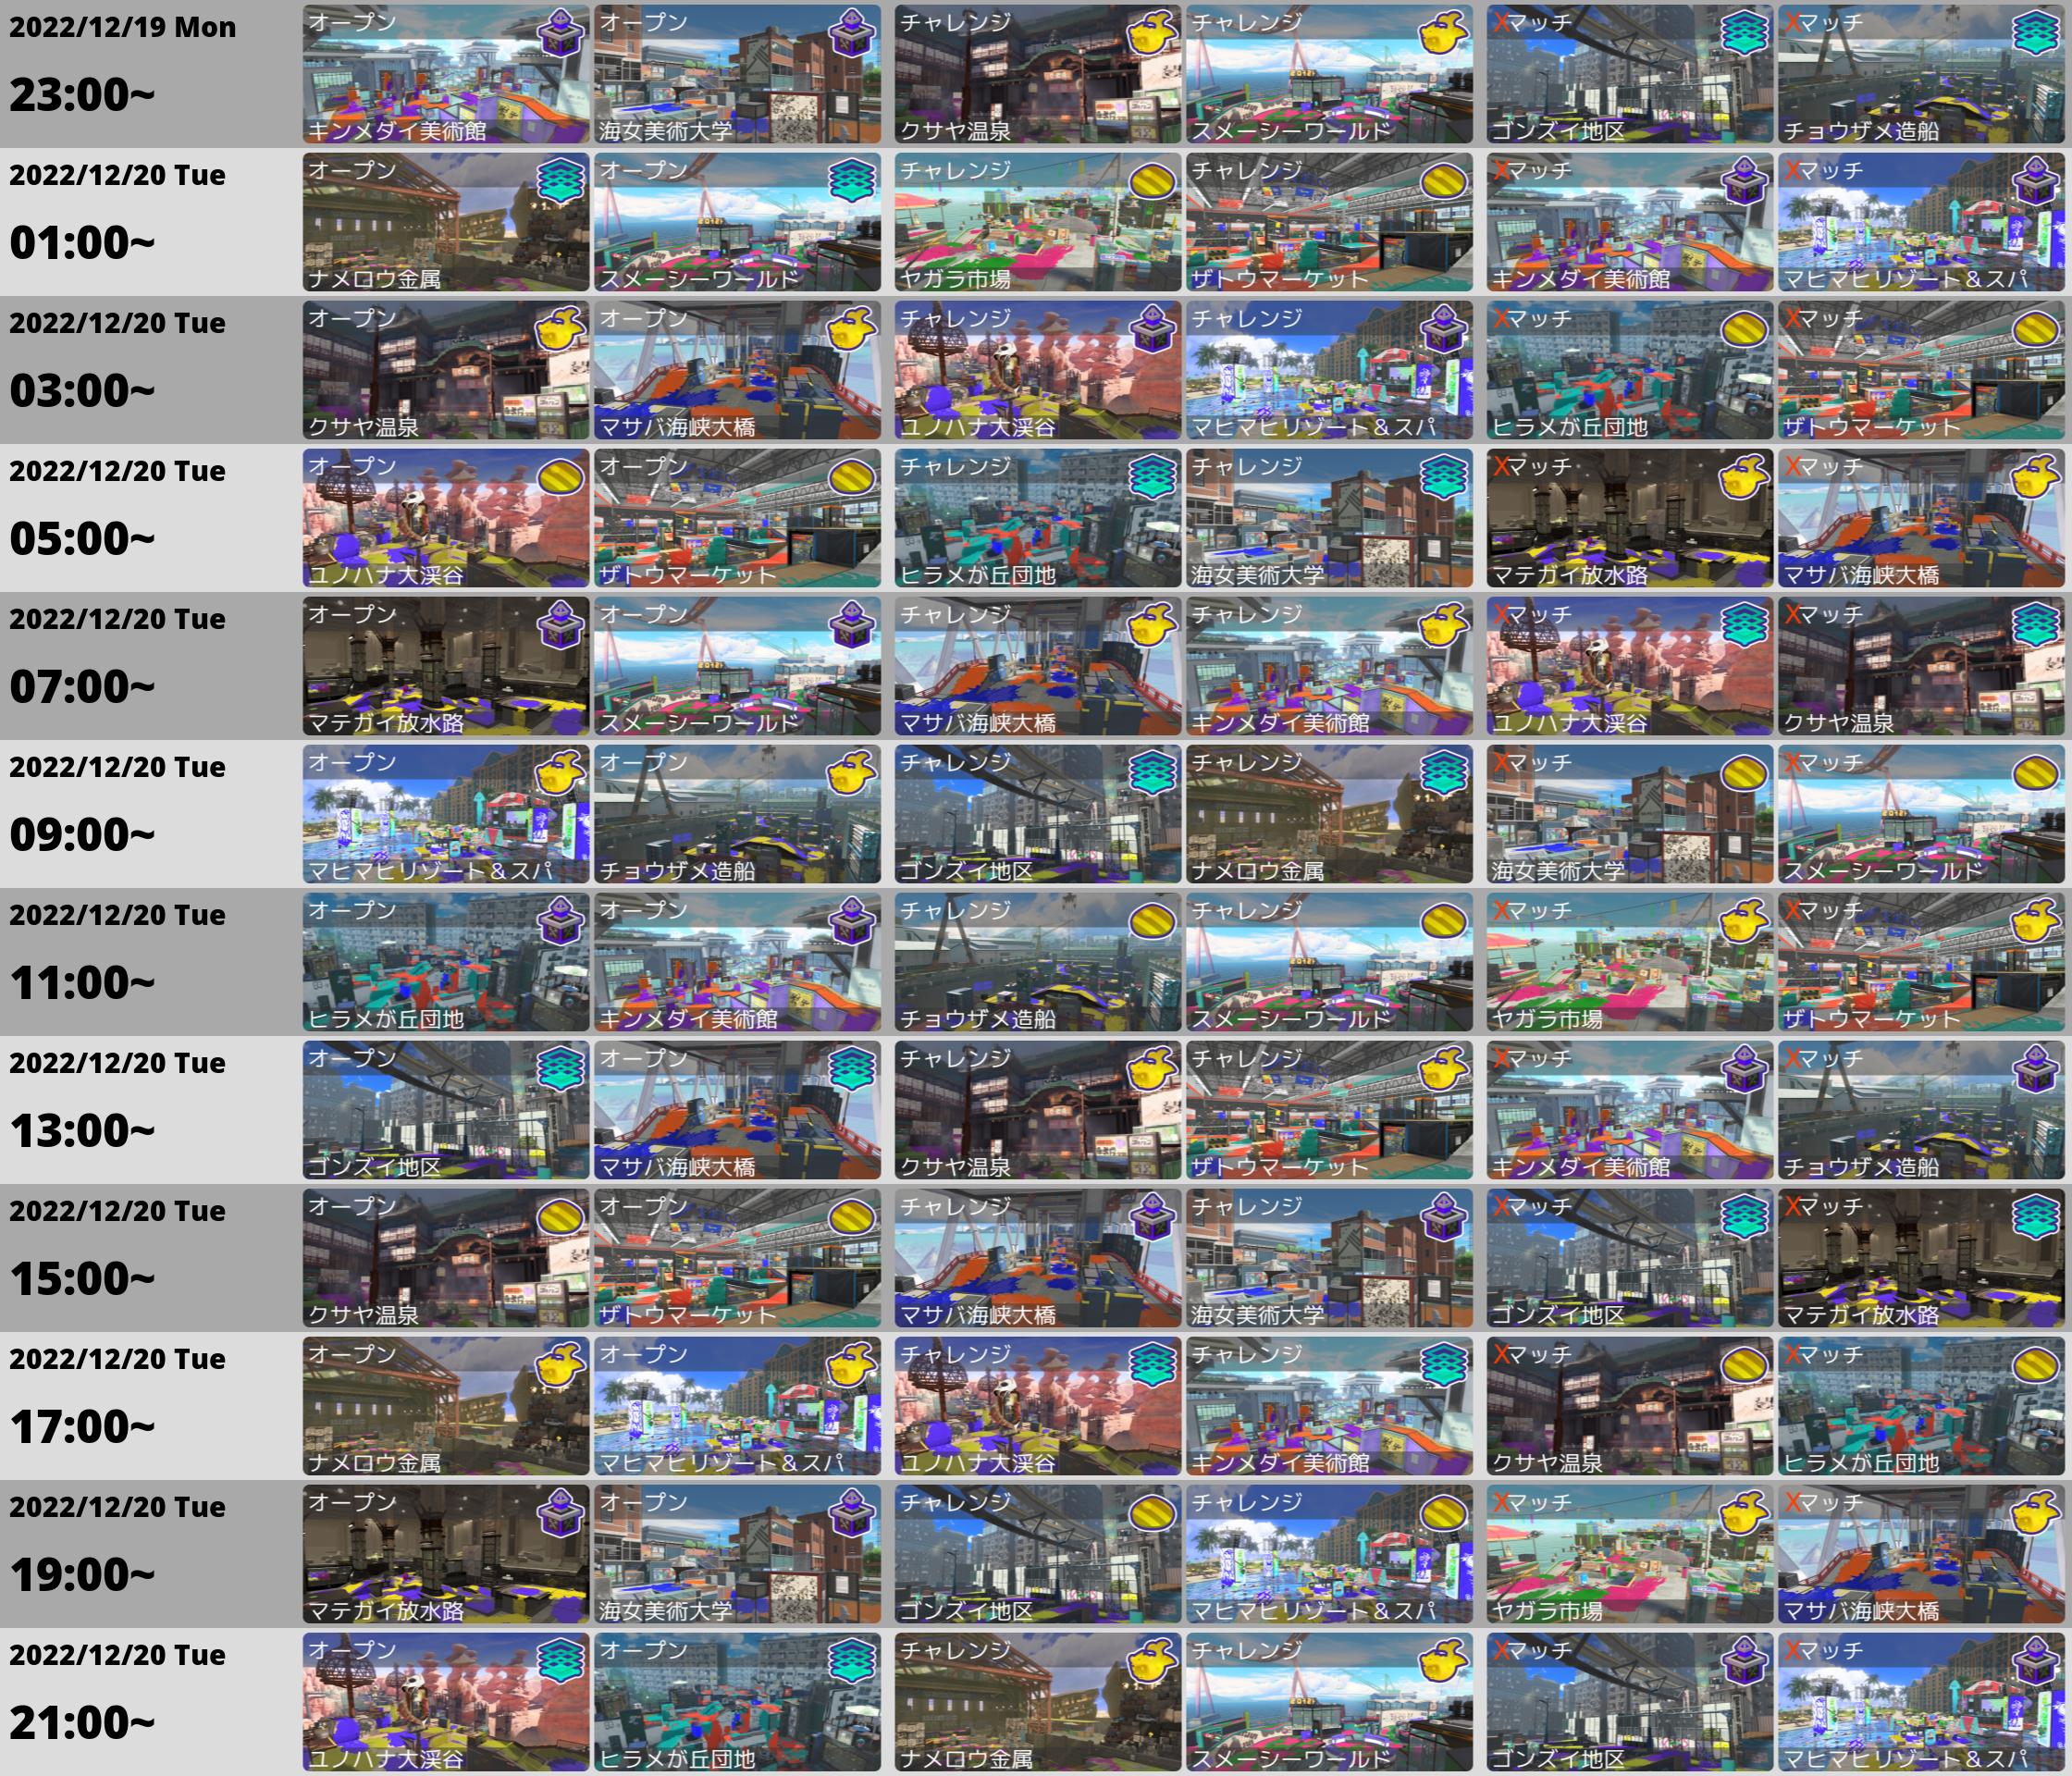 2022/12/19 Mon
23:00~
オープン オープン チャレンジ チャレンジ Xマッチ Xマッチ
キンメダイ美術館 海女美術大学 クサヤ温泉 スメーシーワールド ゴンズイ地区 チョウザメ造船
2022/12/20 Tue
01:00~
オープン オープン チャレンジ チャレンジ Xマッチ Xマッチ
ナメロウ金属 スメーシーワールド ヤガラ市場 ザトウマーケット キンメダイ美術館 マヒマヒリゾート＆スパ
2022/12/20 Tue
03:00~
オープン オープン チャレンジ チャレンジ Xマッチ Xマッチ
クサヤ温泉 マサバ海峡大橋 ユノハナ大渓谷 マヒマヒリゾート＆スパ ヒラメが丘団地 ザトウマーケット
2022/12/20 Tue
05:00~
オープン オープン チャレンジ チャレンジ Xマッチ Xマッチ
ユノハナ大渓谷 ザトウマーケット ヒラメが丘団地 海女美術大学 マテガイ放水路 マサバ海峡大橋
2022/12/20 Tue
07:00~
オープン オープン チャレンジ チャレンジ Xマッチ Xマッチ
マテガイ放水路 スメーシーワールド マサバ海峡大橋 キンメダイ美術館 ユノハナ大渓谷 クサヤ温泉
2022/12/20 Tue
09:00~
オープン オープン チャレンジ チャレンジ Xマッチ Xマッチ
マヒマヒリゾート＆スパ チョウザメ造船 ゴンズイ地区 ナメロウ金属 海女美術大学 スメーシーワールド
2022/12/20 Tue
11:00~
オープン オープン チャレンジ チャレンジ Xマッチ Xマッチ
ヒラメが丘団地 キンメダイ美術館 チョウザメ造船 スメーシーワールド ヤガラ市場 ザトウマーケット
2022/12/20 Tue
13:00~
オープン オープン チャレンジ チャレンジ Xマッチ Xマッチ
ゴンズイ地区 マサバ海峡大橋 クサヤ温泉 ザトウマーケット キンメダイ美術館 チョウザメ造船
2022/12/20 Tue
15:00~
オープン オープン チャレンジ チャレンジ Xマッチ Xマッチ
クサヤ温泉 ザトウマーケット マサバ海峡大橋 海女美術大学 ゴンズイ地区 マテガイ放水路
2022/12/20 Tue
17:00~
オープン オープン チャレンジ チャレンジ Xマッチ Xマッチ
ナメロウ金属 マヒマヒリゾート＆スパ ユノハナ大渓谷 キンメダイ美術館 クサヤ温泉 ヒラメが丘団地
2022/12/20 Tue
19:00~
オープン オープン チャレンジ チャレンジ Xマッチ Xマッチ
マテガイ放水路 海女美術大学 ゴンズイ地区 マヒマヒリゾート＆スパ ヤガラ市場 マサバ海峡大橋
2022/12/20 Tue
21:00~
オープン オープン チャレンジ チャレンジ Xマッチ Xマッチ
ユノハナ大渓谷 ヒラメが丘団地 ナメロウ金属 スメーシーワールド ゴンズイ地区 マヒマヒリゾート＆スパ